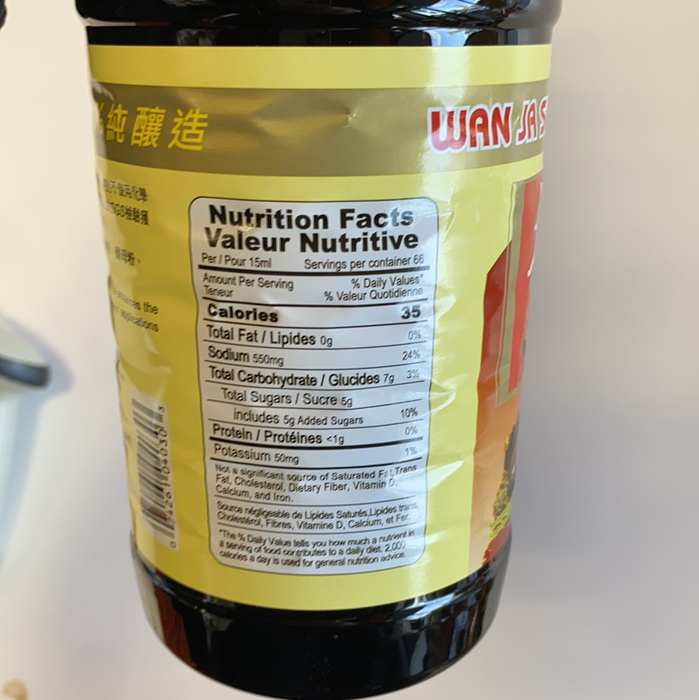 純釀造
WAN JA S
Nutrition Facts
Valeur Nutritive
Per / Pour 15ml Servings per container 66
Amount Per Serving % Daily Values*
Teneur % Valeur Quotidienne
Calories 35
Total Fat / Lipides 0g 0%
Sodium 550mg 24%
Total Carbohydrate / Glucides 7g 3%
Total Sugars / Sucre 5g
includes 5g Added Sugars 10%
Protein / Protéines <1g 0%
Potassium 50mg 1%
Not a significant source of Saturated Fat, Trans
Fat, Cholesterol, Dietary Fiber, Vitamin D,
Calcium, and Iron.
Source négligeable de Lipides Saturés, Lipides trans,
Cholestérol, Fibres, Vitamine D, Calcium, et Fer.
*The % Daily Value tells you how much a nutrient in
a serving of food contributes to a daily diet. 2,000
calories a day is used for general nutrition advice.
the
applications